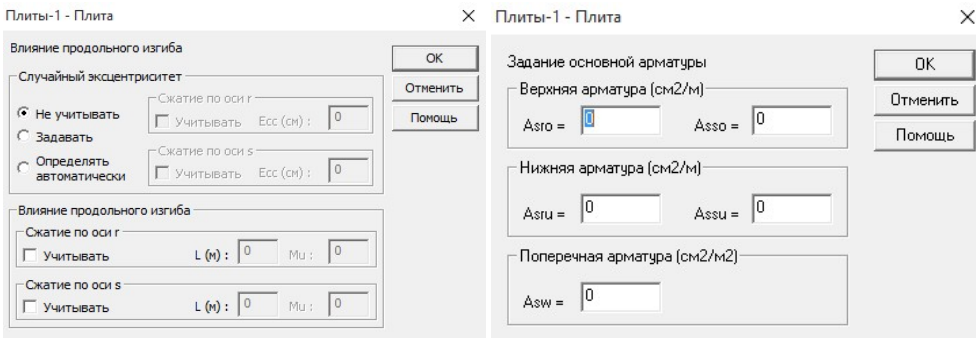 Плиты-1 - Плита
Влияние продольного изгиба
OK
Случайный эксцентриситет
Отменить
Не учитывать
Сжатие по оси r
Учитывать Ecc (см) : 0
Помощь
Задавать
Определять
автоматически
Сжатие по оси s
Учитывать Ecc (см) : 0
Влияние продольного изгиба
Сжатие по оси r
Учитывать L (м) : 0 Mu : 0
Сжатие по оси s
Учитывать L (м) : 0 Mu : 0
Плиты-1 - Плита
Задание основной арматуры
OK
Верхняя арматура (см2/м)
Отменить
Asro = 0 Asso = 0
Помощь
Нижняя арматура (см2/м)
Asru = 0 Assu = 0
Поперечная арматура (см2/м2)
Asw = 0